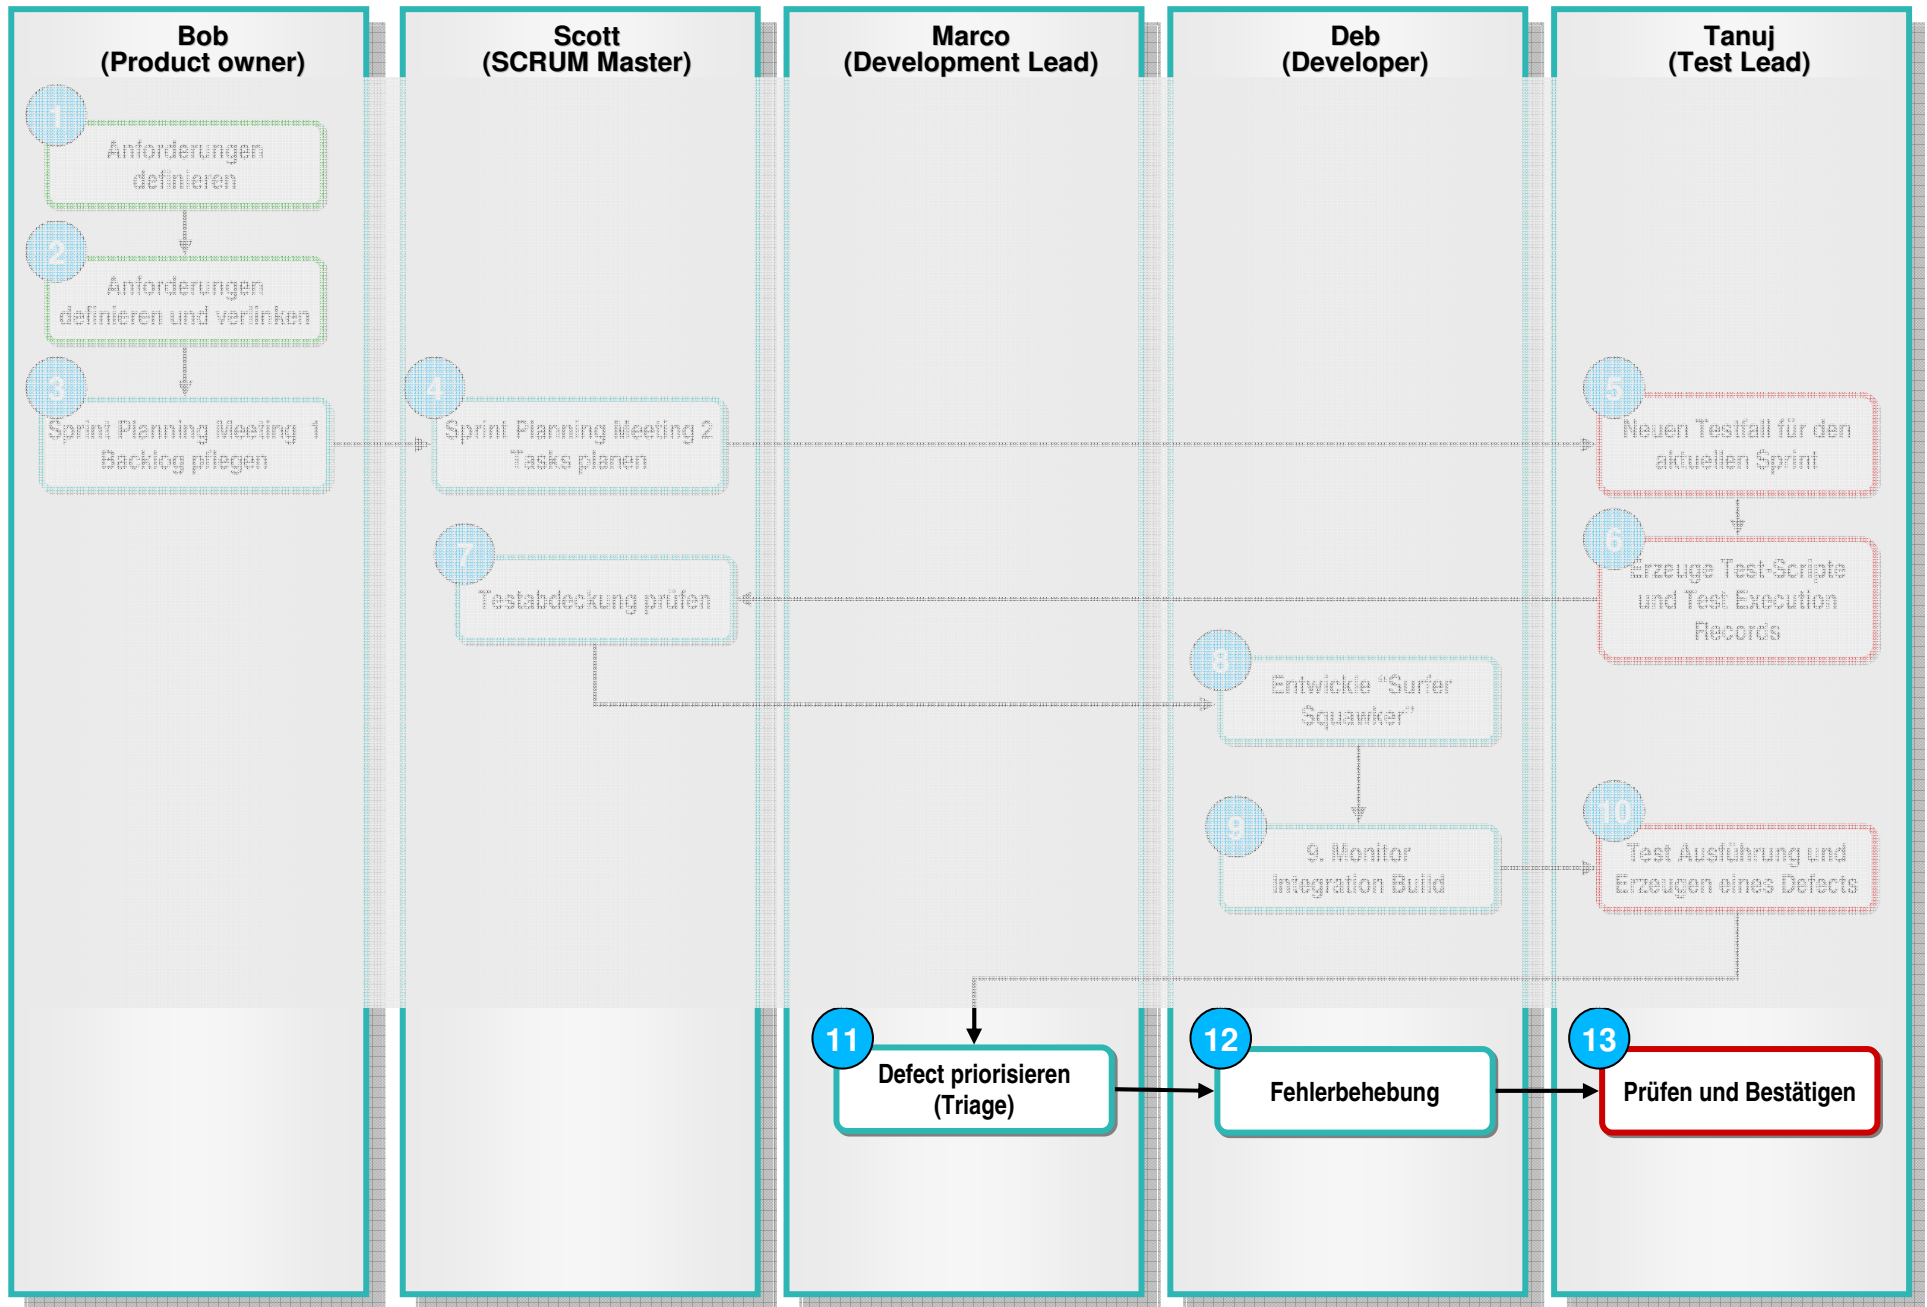 Bob
(Product owner)
Scott
(SCRUM Master)
Marco
(Development Lead)
Deb
(Developer)
Tanuj
(Test Lead)
1
Anforderungen
definieren
2
Anforderungen
definieren und verlinken
3
Sprint Planning Meeting 1
Backlog pflegen
4
Sprint Planning Meeting 2
Tasks planen
5
Neuen Testfall für den
aktuellen Sprint
6
Erzeuge Test-Scripte
und Test Execution
Records
7
Testabdeckung prüfen
8
Entwickle "Surfer
Squawker"
9
9. Monitor
Integration Build
10
Test Ausführung und
Erzeugen eines Defects
11
Defect priorisieren
(Triage)
12
Fehlerbehebung
13
Prüfen und Bestätigen